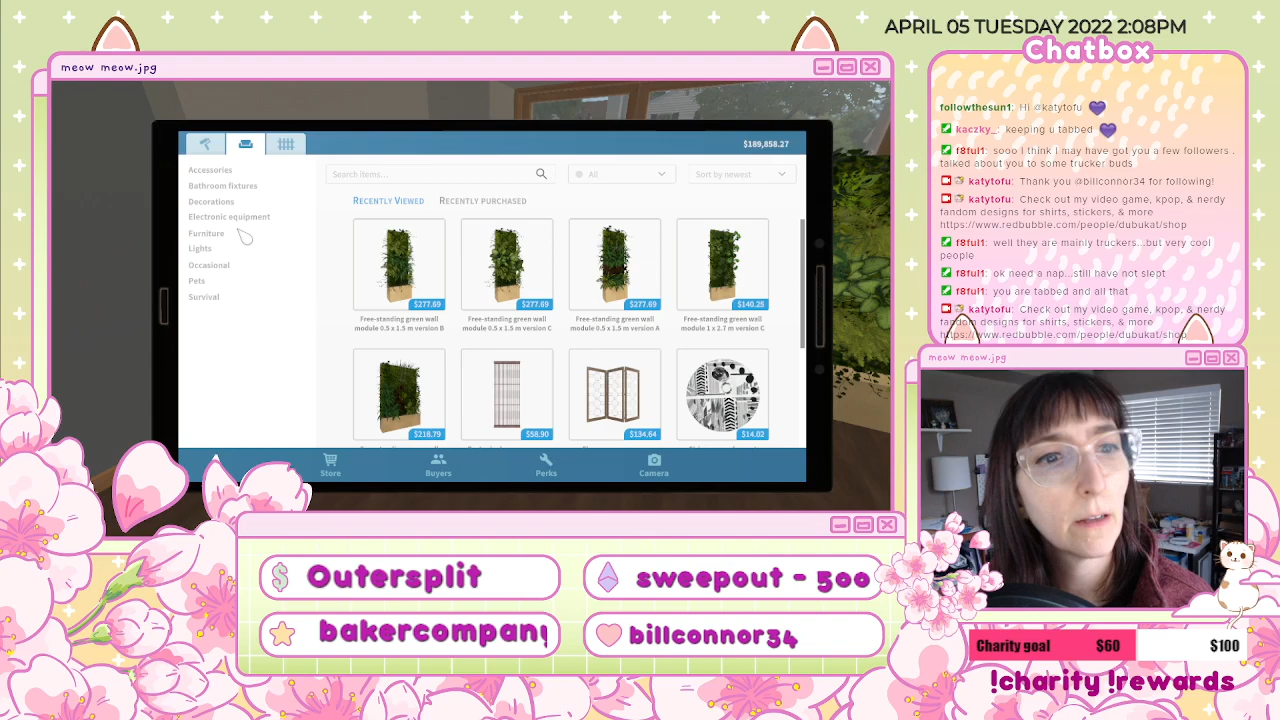 APRIL 05 TUESDAY 2022 2:08PM
meow meow.jpg
Chatbox
$189,858.27
Search items...
All
Sort by newest
Accessories
Bathroom fixtures
Decorations
Electronic equipment
Furniture
Lights
Occasional
Pets
Survival
RECENTLY VIEWED
RECENTLY PURCHASED
$277.69
$277.69
$277.69
$140.25
Free-standing green wall
module 0.5 x 1.5 m version B
Free-standing green wall
module 0.5 x 1.5 m version C
Free-standing green wall
module 0.5 x 1.5 m version A
Free-standing green wall
module 1 x 2.7 m version C
$218.79
$58.90
$134.64
$14.02
Store
Buyers
Perks
Camera
followthesun1: Hi @katytofu
kaczky_: keeping u tabbed
f8ful1: sooo I think I may have got you a few followers .
talked about you to some trucker buds
katytofu: Thank you @billconnor34 for following!
katytofu: Check out my video game, kpop, & nerdy
fandom designs for shirts, stickers, & more
https://www.redbubble.com/people/dubukat/shop
f8ful1: well they are mainly truckers...but very cool
people
f8ful1: ok need a nap...still have not slept
f8ful1: you are tabbed and all that
katytofu: Check out my video game, kpop, & nerdy
fandom designs for shirts, stickers, & more
https://www.redbubble.com/people/dubukat/shop
meow meow.jpg
Outersplit
sweepout - 500
bakercompany
billconnor34
Charity goal
$60
$100
!charity !rewards